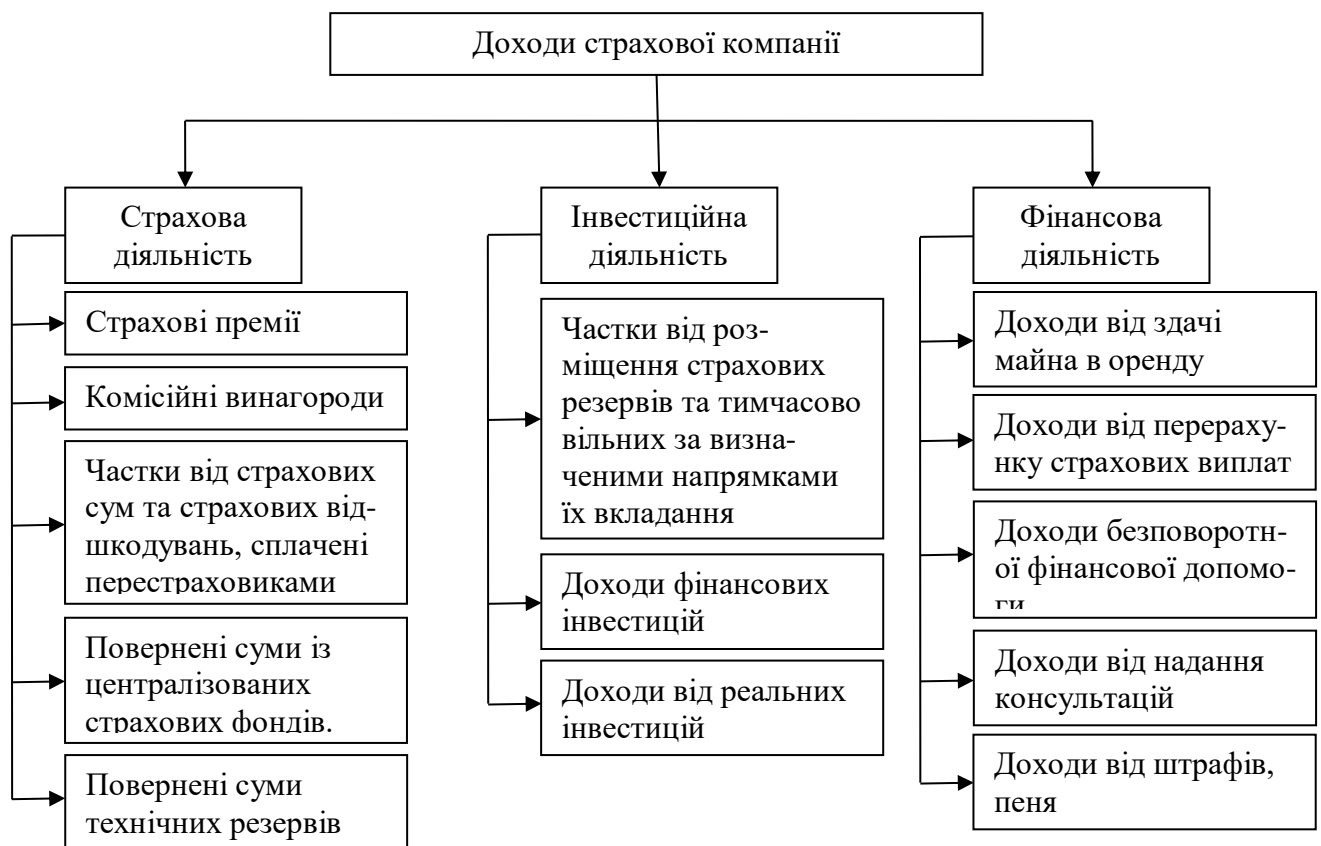 Доходи страхової компанії
Страхова
діяльність
Страхові премії
Комісійні винагороди
Частки від страхових
сум та страхових від-
шкодувань, сплачені
перестраховиками
Повернені суми із
централізованих
страхових фондів.
Повернені суми
технічних резервів
Інвестиційна
діяльність
Частки від роз-
міщення страхових
резервів та тимчасово
вільних за визна-
ченими напрямками
їх вкладання
Доходи фінансових
інвестицій
Доходи від реальних
інвестицій
Фінансова
діяльність
Доходи від здачі
майна в оренду
Доходи від перераху-
нку страхових виплат
Доходи безповоротн-
ої фінансової допомо-
ги
Доходи від надання
консультацій
Доходи від штрафів,
пеня